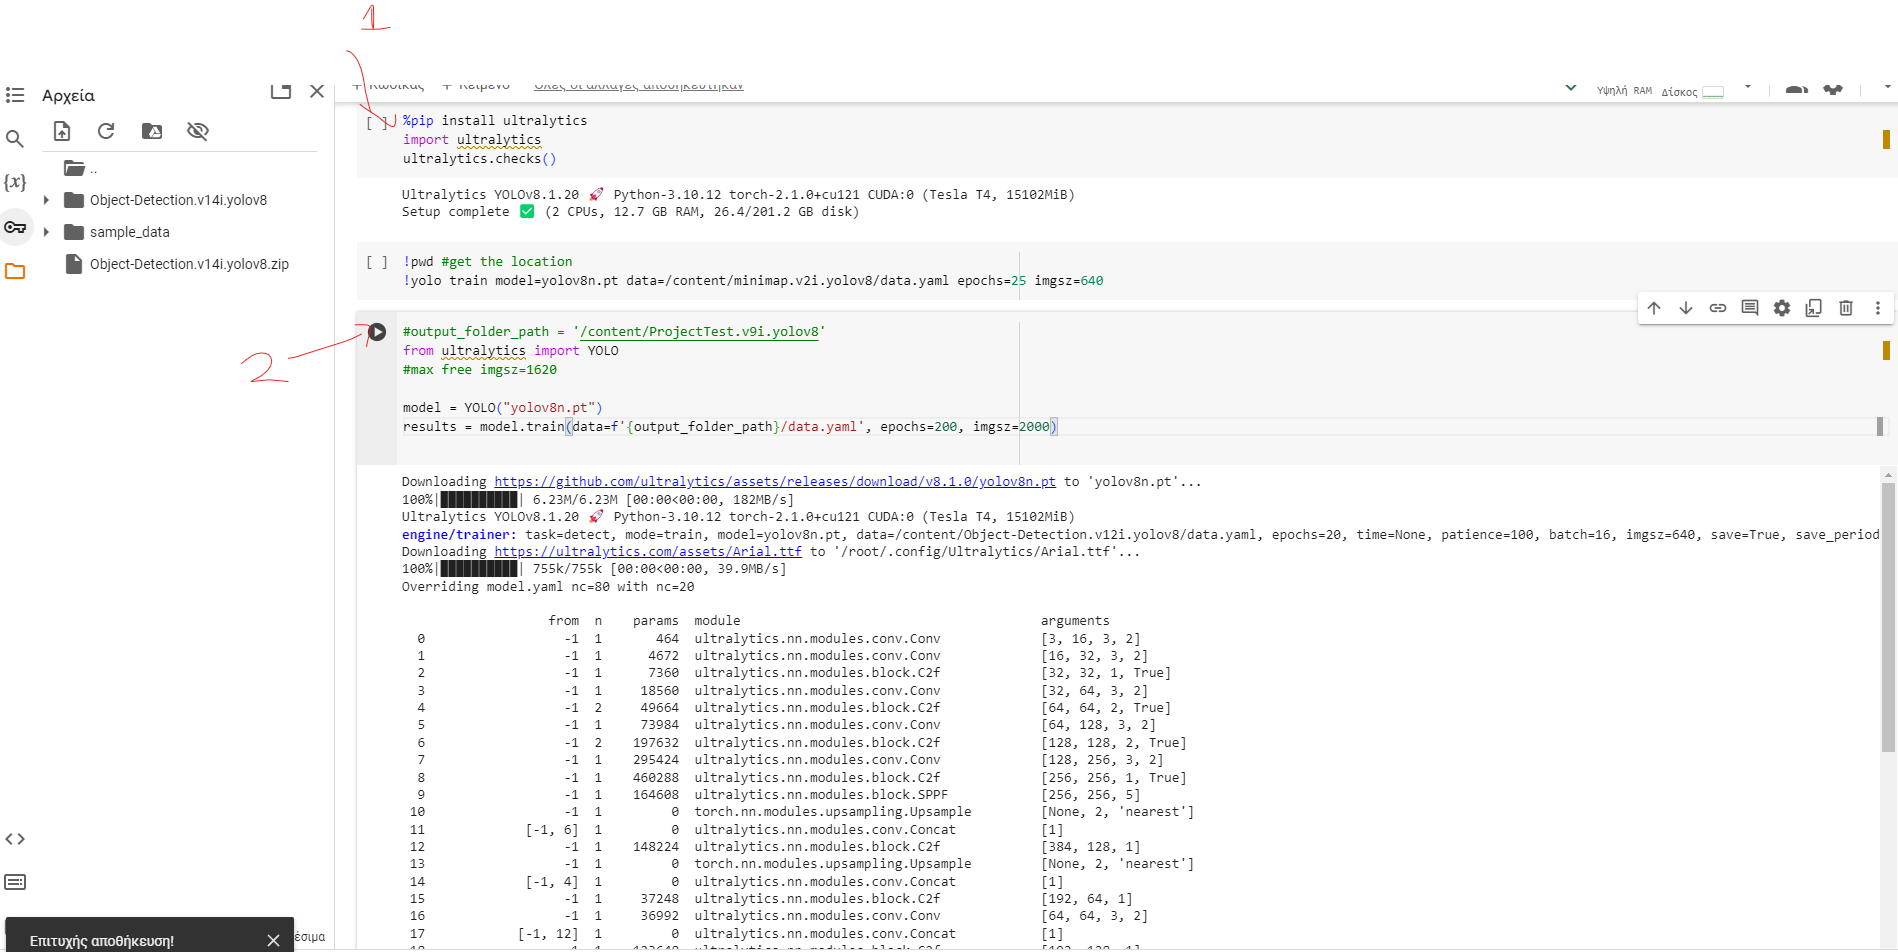 1
Αρχεία
Κώδικας
Κείμενο
Όλες οι αλλαγές αποθηκεύτηκαν
Υψηλή RAM Δίσκος
..
Object-Detection.v14i.yolov8
sample_data
Object-Detection.v14i.yolov8.zip
{x}
[ ] %pip install ultralytics
import ultralytics
ultralytics.checks()
Ultralytics YOLOv8.1.20 🚀 Python-3.10.12 torch-2.1.0+cu121 CUDA:0 (Tesla T4, 15102MiB)
Setup complete ✅ (2 CPUs, 12.7 GB RAM, 26.4/201.2 GB disk)
[ ] !pwd #get the location
!yolo train model=yolov8n.pt data=/content/minimap.v2i.yolov8/data.yaml epochs=25 imgsz=640
2
#output_folder_path = '/content/ProjectTest.v9i.yolov8'
from ultralytics import YOLO
#max free imgsz=1620
model = YOLO("yolov8n.pt")
results = model.train(data=f'{output_folder_path}/data.yaml', epochs=200, imgsz=2000)
Downloading https://github.com/ultralytics/assets/releases/download/v8.1.0/yolov8n.pt to 'yolov8n.pt'...
100%|██████████| 6.23M/6.23M [00:00<00:00, 182MB/s]
Ultralytics YOLOv8.1.20 🚀 Python-3.10.12 torch-2.1.0+cu121 CUDA:0 (Tesla T4, 15102MiB)
engine/trainer: task=detect, mode=train, model=yolov8n.pt, data=/content/Object-Detection.v12i.yolov8/data.yaml, epochs=20, time=None, patience=100, batch=16, imgsz=640, save=True, save_period
Downloading https://ultralytics.com/assets/Arial.ttf to '/root/.config/Ultralytics/Arial.ttf'...
100%|██████████| 755k/755k [00:00<00:00, 39.9MB/s]
Overriding model.yaml nc=80 with nc=20
from n params module arguments
0 -1 1 464 ultralytics.nn.modules.conv.Conv [3, 16, 3, 2]
1 -1 1 4672 ultralytics.nn.modules.conv.Conv [16, 32, 3, 2]
2 -1 1 7360 ultralytics.nn.modules.block.C2f [32, 32, 1, True]
3 -1 1 18560 ultralytics.nn.modules.conv.Conv [32, 64, 3, 2]
4 -1 2 49664 ultralytics.nn.modules.block.C2f [64, 64, 2, True]
5 -1 1 73984 ultralytics.nn.modules.conv.Conv [64, 128, 3, 2]
6 -1 2 197632 ultralytics.nn.modules.block.C2f [128, 128, 2, True]
7 -1 1 295424 ultralytics.nn.modules.conv.Conv [128, 256, 3, 2]
8 -1 1 460288 ultralytics.nn.modules.block.C2f [256, 256, 1, True]
9 -1 1 164608 ultralytics.nn.modules.block.SPPF [256, 256, 5]
10 -1 1 0 torch.nn.modules.upsampling.Upsample [None, 2, 'nearest']
11 [-1, 6] 1 0 ultralytics.nn.modules.conv.Concat [1]
12 -1 1 148224 ultralytics.nn.modules.block.C2f [384, 128, 1]
13 -1 1 0 torch.nn.modules.upsampling.Upsample [None, 2, 'nearest']
14 [-1, 4] 1 0 ultralytics.nn.modules.conv.Concat [1]
15 -1 1 37248 ultralytics.nn.modules.block.C2f [192, 64, 1]
16 -1 1 36992 ultralytics.nn.modules.conv.Conv [64, 64, 3, 2]
17 [-1, 12] 1 0 ultralytics.nn.modules.conv.Concat [1]
18 -1 1 123648 ultralytics.nn.modules.block.C2f [192, 128, 1]
Επιτυχής αποθήκευση!
έσιμα